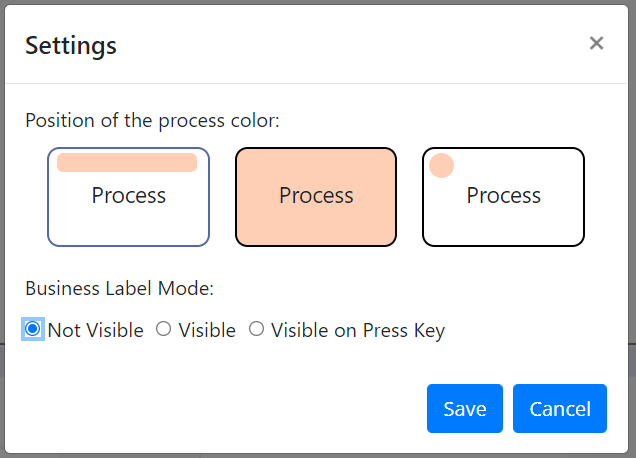 Settings ×
Position of the process color:
Process Process Process
Business Label Mode:
Not Visible Visible Visible on Press Key
Save Cancel